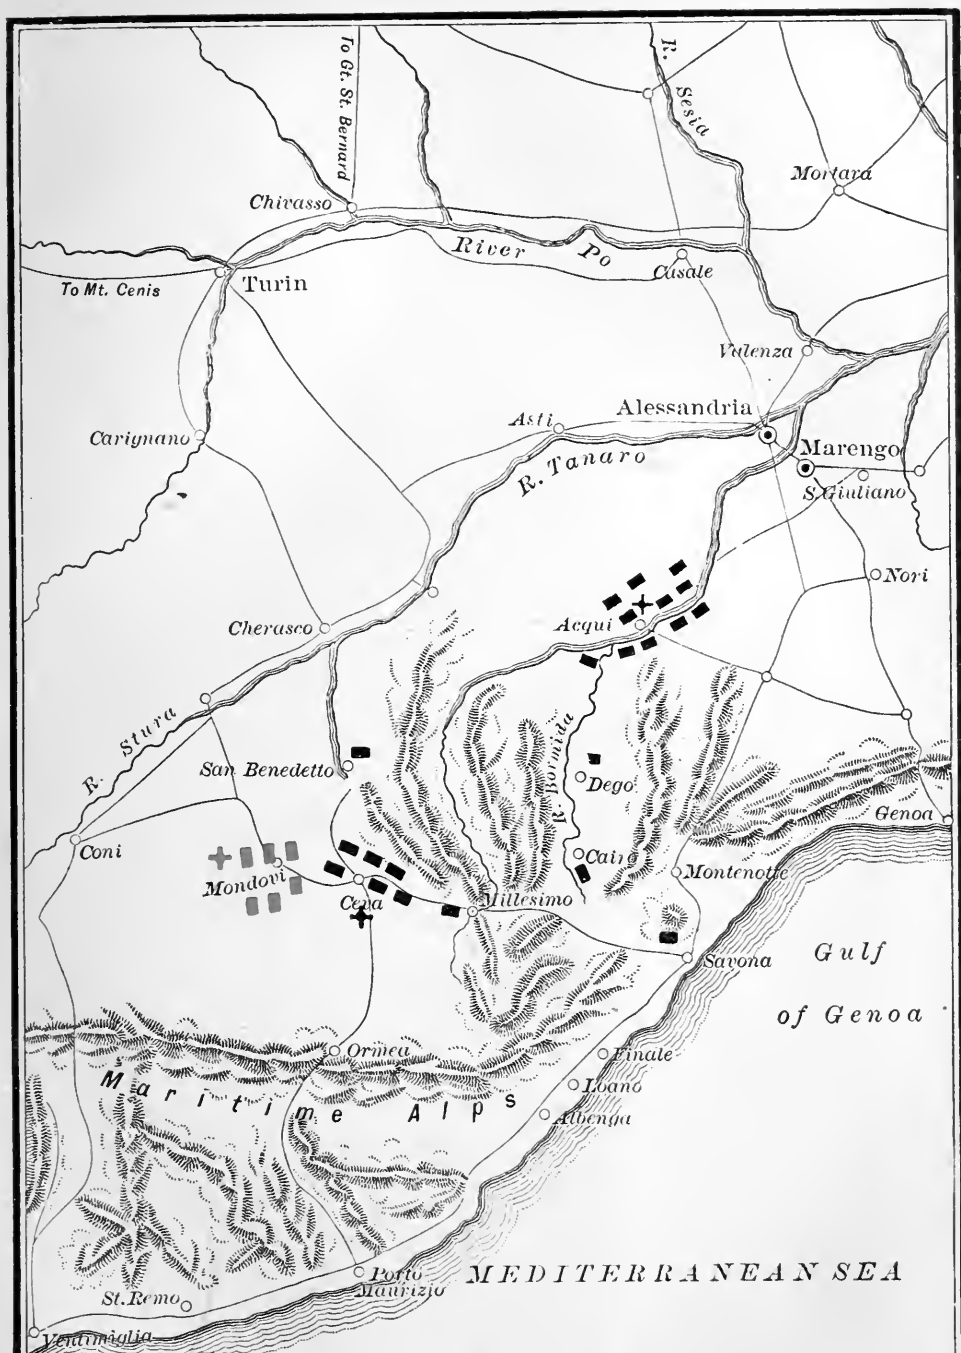 To Gt. St. Bernard
R. Sesia
Mortara
Chivasso
River Po
Casale
To Mt. Cenis
Turin
Valenza
Alessandria
Asti
Carignano
R. Tanaro
Marengo
S. Giuliano
Nori
Acqui
Cherasco
R. Stura
San Benedetto
R. Bormida
Dego
Genoa
Coni
Cairo
Mondovi
Montenotte
Ceva
Millesimo
Savona
Gulf
of Genoa
Ormea
Finale
Maritime Alps
Loano
Albenga
Porto
Maurizio
MEDITERRANEAN SEA
St. Remo
Ventimiglia